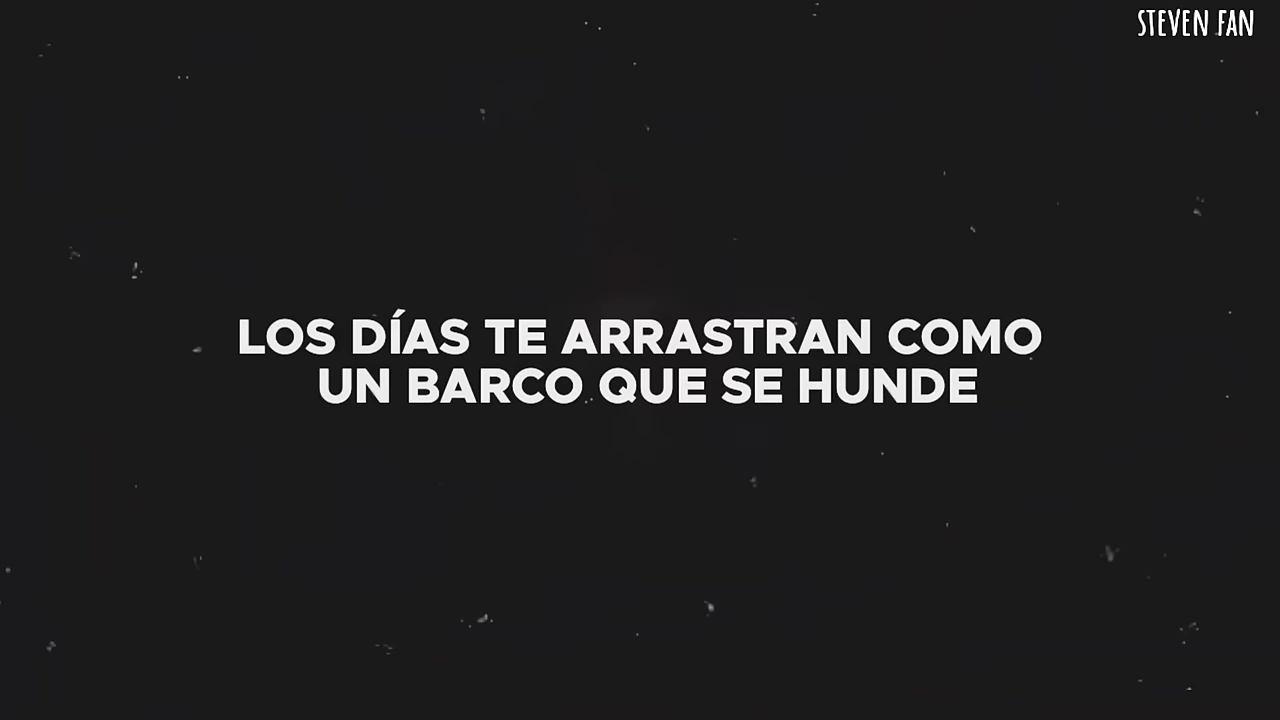 STEVEN FAN
LOS DÍAS TE ARRASTRAN COMO
UN BARCO QUE SE HUNDE